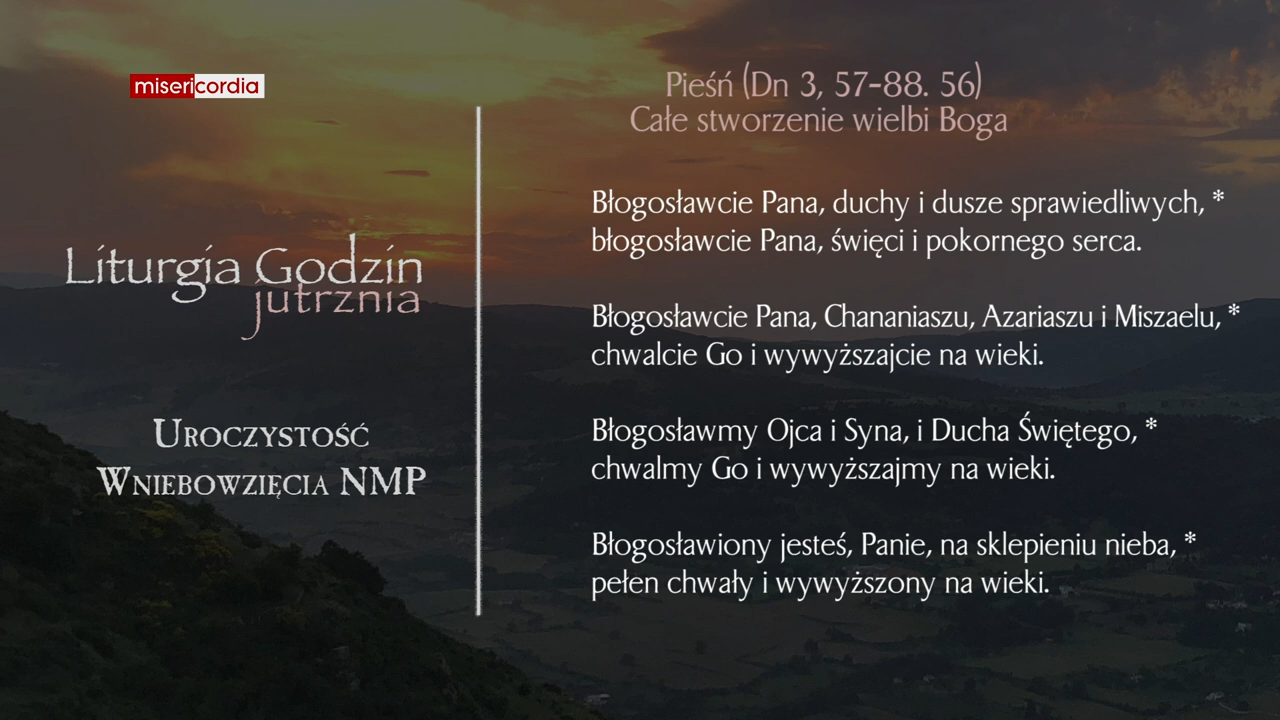 misericordia
Liturgia Godzin
jutrznia
Uroczystość
Wniebowzięcia NMP
Pieśń (Dn 3, 57-88. 56)
Całe stworzenie wielbi Boga
Błogosławcie Pana, duchy i dusze sprawiedliwych, *
błogosławcie Pana, święci i pokornego serca.
Błogosławcie Pana, Chananiaszu, Azariaszu i Miszaelu, *
chwalcie Go i wywyższajcie na wieki.
Błogosławmy Ojca i Syna, i Ducha Świętego, *
chwalmy Go i wywyższajmy na wieki.
Błogosławiony jesteś, Panie, na sklepieniu nieba, *
pełen chwały i wywyższony na wieki.